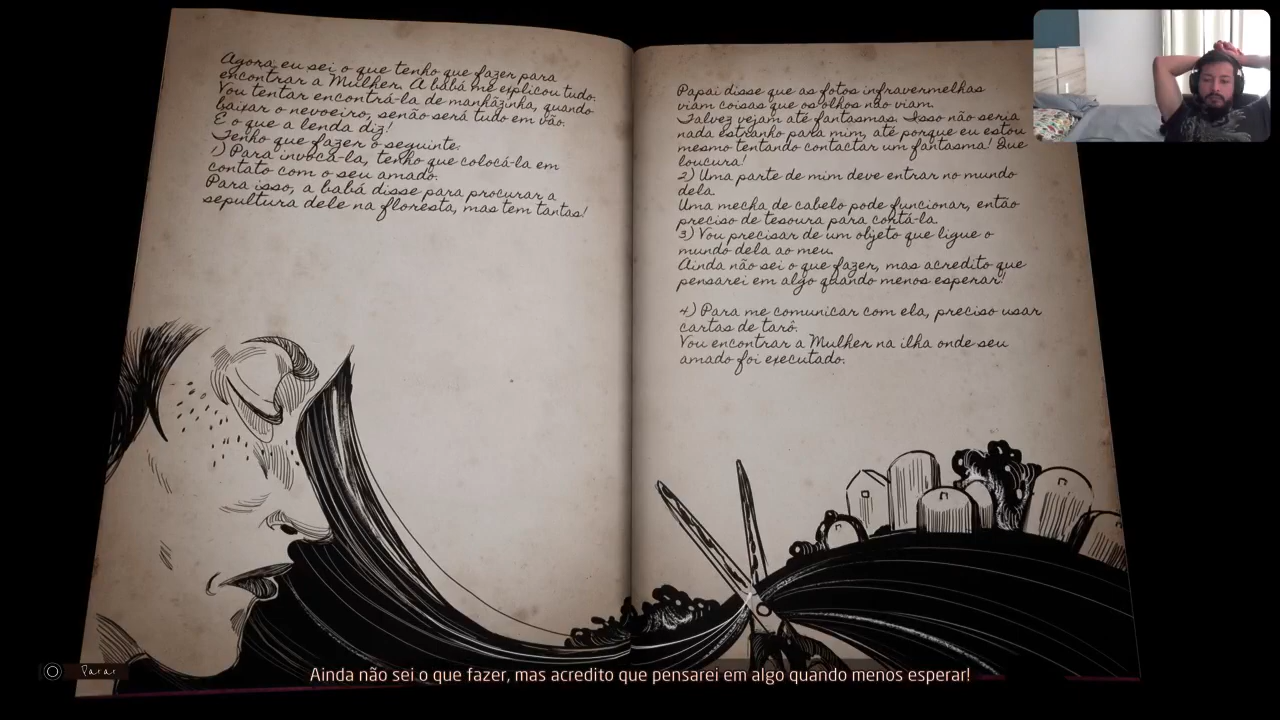 Agora eu sei o que tenho que fazer para
encontrar a Mulher. A babá me explicou tudo.
Vou tentar encontrá-la de manhãzinha, quando
baixar o nevoeiro, senão será tudo em vão.
É o que a lenda diz!
Tenho que fazer o seguinte:
1) Para invocá-la, tenho que colocá-la em
contato com o seu amado.
Para isso, a babá disse para procurar a
sepultura dele na floresta, mas tem tantas!
Papai disse que as fotos infravermelhas
viam coisas que os olhos não viam.
Talvez vejam até fantasmas. Isso não seria
nada estranho para mim, até porque eu estou
mesmo tentando contactar um fantasma! Que
loucura!
2) Uma parte de mim deve entrar no mundo
dela.
Uma mecha de cabelo pode funcionar, então
preciso de tesoura para cortá-la.
3) Vou precisar de um objeto que ligue o
mundo dela ao meu.
Ainda não sei o que fazer, mas acredito que
pensarei em algo quando menos esperar!
4) Para me comunicar com ela, preciso usar
cartas de tarô.
Vou encontrar a Mulher na ilha onde seu
amado foi executado.
Parar
Ainda não sei o que fazer, mas acredito que pensarei em algo quando menos esperar!